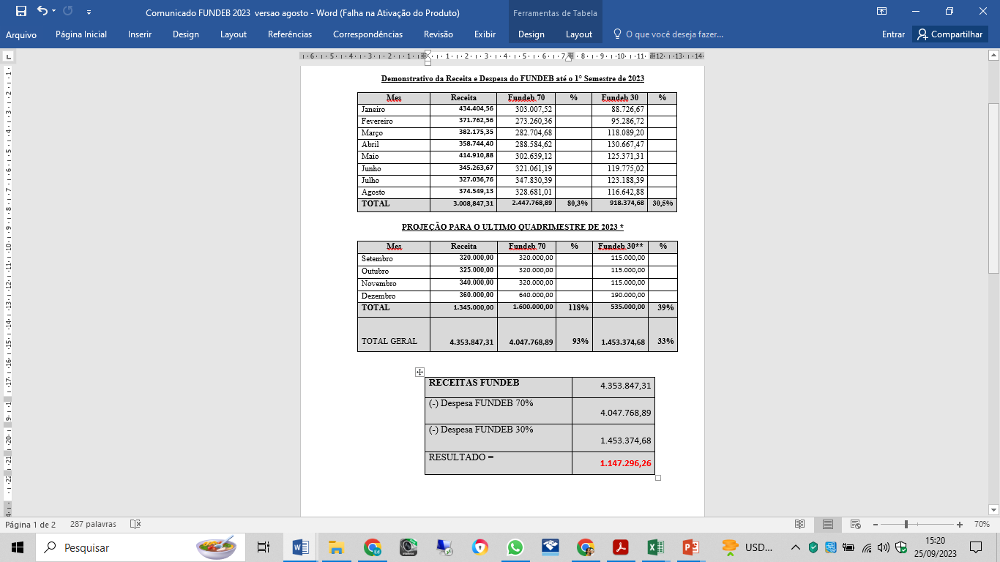 Comunicado FUNDEB 2023 versao agosto - Word (Falha na Ativação do Produto)
Ferramentas de Tabela
Arquivo Página Inicial Inserir Design Layout Referências Correspondências Revisão Exibir Design Layout O que você deseja fazer... Entrar Compartilhar
Demonstrativo da Receita e Despesa do FUNDEB até o 1º Semestre de 2023
Mes Receita Fundeb 70 % Fundeb 30 %
Janeiro 434.404,56 303.007,52 88.726,67
Fevereiro 371.762,56 273.260,36 95.286,72
Março 382.175,35 282.704,68 118.089,20
Abril 358.744,40 288.584,62 130.667,47
Maio 414.910,88 302.639,12 125.371,31
Junho 345.263,67 321.061,19 119.775,02
Julho 327.036,76 347.830,39 123.188,39
Agosto 374.549,13 328.681,01 116.642,88
TOTAL 3.008,847,31 2.447.768,89 80,3% 918.374,68 30,5%
PROJEÇÃO PARA O ULTIMO QUADRIMESTRE DE 2023 *
Mes Receita Fundeb 70 % Fundeb 30** %
Setembro 320.000,00 320.000,00 115.000,00
Outubro 325.000,00 320.000,00 115.000,00
Novembro 340.000,00 320.000,00 115.000,00
Dezembro 360.000,00 640.000,00 190.000,00
TOTAL 1.345.000,00 1.600.000,00 118% 535.000,00 39%
TOTAL GERAL 4.353.847,31 4.047.768,89 93% 1.453.374,68 33%
RECEITAS FUNDEB 4.353.847,31
(-) Despesa FUNDEB 70% 4.047.768,89
(-) Despesa FUNDEB 30% 1.453.374,68
RESULTADO = 1.147.296,26
Página 1 de 2 287 palavras 70%
Pesquisar USD... 15:20
25/09/2023